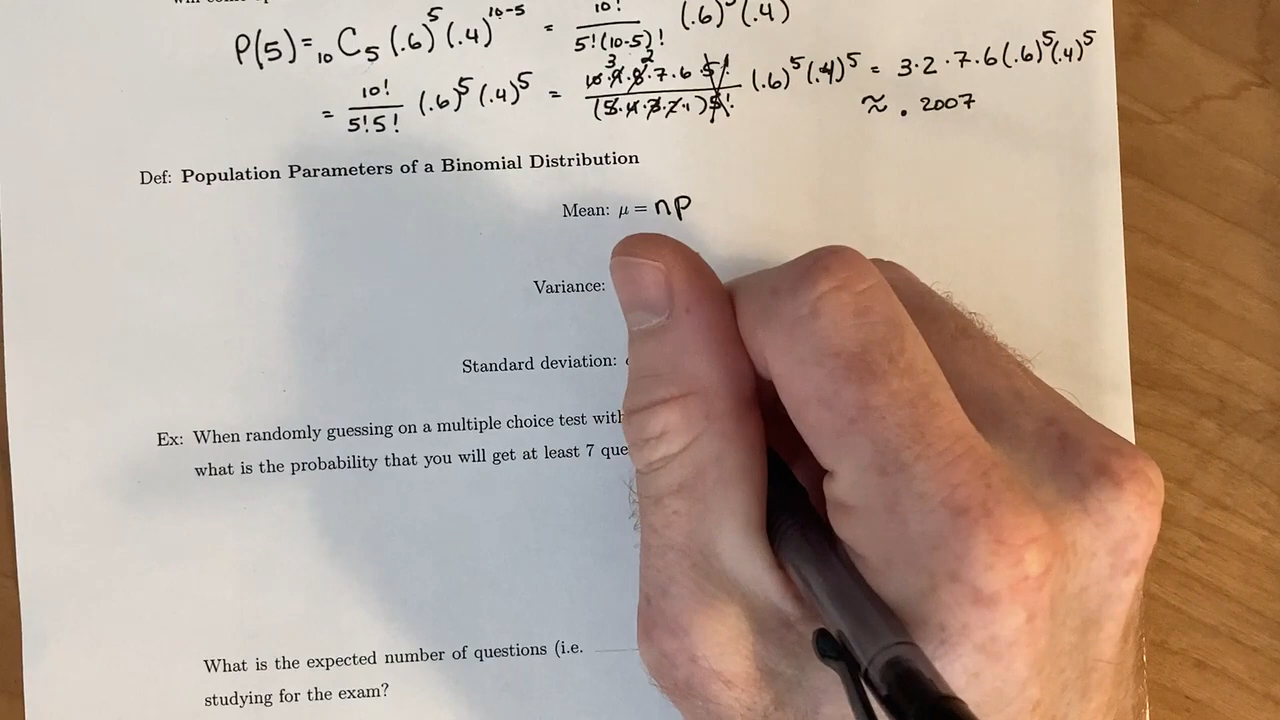 P(5) = ₁₀C₅ (.6)⁵ (.4)¹⁰⁻⁵ = 10! / 5!(10-5)! (.6)⁵ (.4)
= 10! / 5!5! (.6)⁵ (.4)⁵ = 10·9·8·7·6 5! / (5·4·3·2·1) 5! (.6)⁵ (.4)⁵ = 3·2·7·6 (.6)⁵ (.4)⁵
≈ .2007
Def: Population Parameters of a Binomial Distribution
Mean: μ = np
Variance:
Standard deviation:
Ex: When randomly guessing on a multiple choice test with
what is the probability that you will get at least 7
What is the expected number of questions (i.e.
studying for the exam?